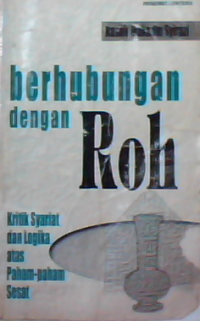 berhubungan
dengan
Roh
Kritik Syariat
dan Logika
atas
Paham-paham
Sesat